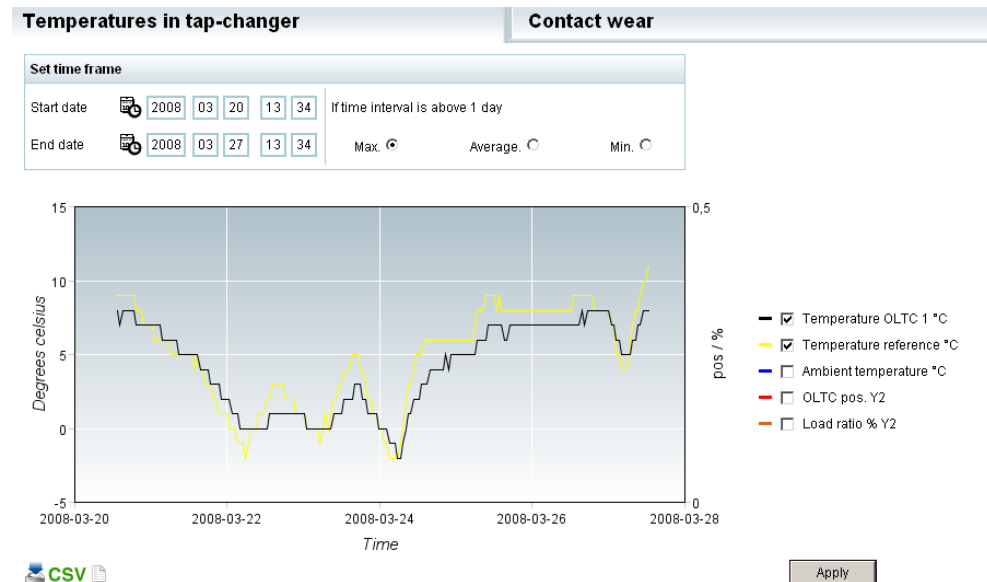 Temperatures in tap-changer
Contact wear
Set time frame
Start date 2008 03 20 13 34 If time interval is above 1 day
End date 2008 03 27 13 34 Max. Average. Min.
15 0,5
10
5
0
-5 0
Degrees celsius
pos / %
2008-03-20 2008-03-22 2008-03-24 2008-03-26 2008-03-28
Time
Temperature OLTC 1 °C
Temperature reference °C
Ambient temperature °C
OLTC pos. Y2
Load ratio % Y2
CSV
Apply